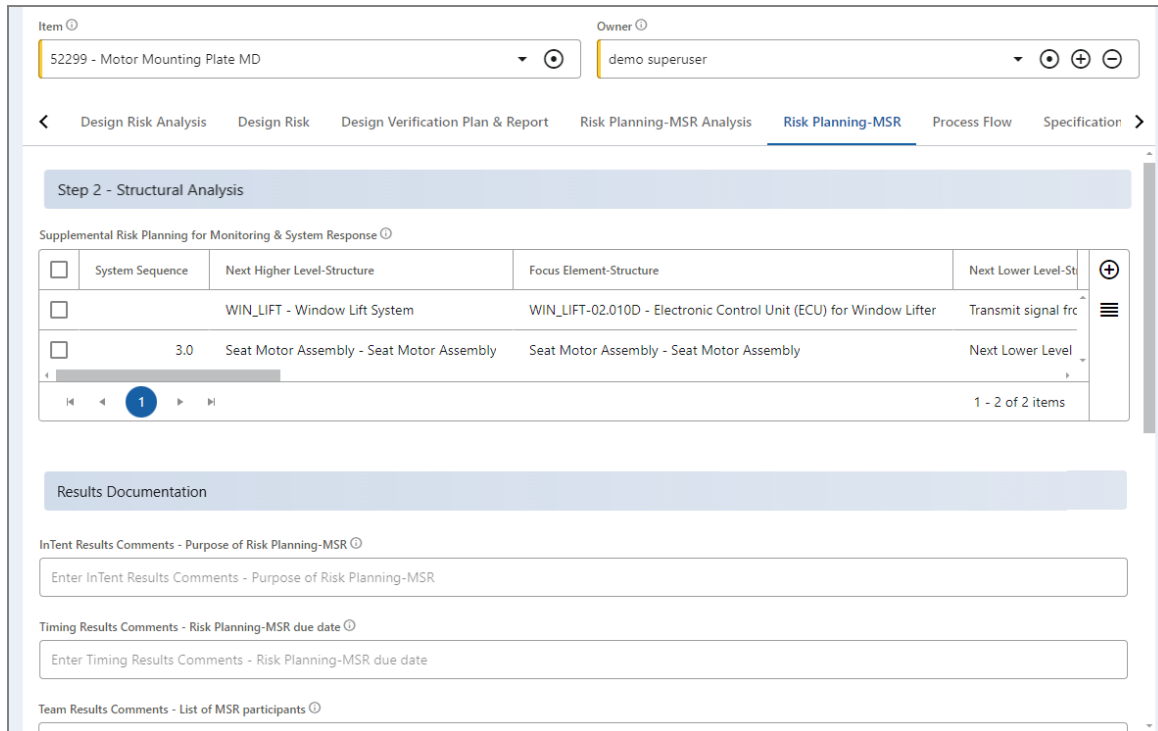 Item
Owner
52299 - Motor Mounting Plate MD
demo superuser
Design Risk Analysis Design Risk Design Verification Plan & Report Risk Planning-MSR Analysis Risk Planning-MSR Process Flow Specification
Step 2 - Structural Analysis
Supplemental Risk Planning for Monitoring & System Response
System Sequence Next Higher Level-Structure Focus Element-Structure Next Lower Level-St
WIN_LIFT - Window Lift System WIN_LIFT-02.010D - Electronic Control Unit (ECU) for Window Lifter Transmit signal frc
3.0 Seat Motor Assembly - Seat Motor Assembly Seat Motor Assembly - Seat Motor Assembly Next Lower Level
1 1 - 2 of 2 items
Results Documentation
InTent Results Comments - Purpose of Risk Planning-MSR
Enter InTent Results Comments - Purpose of Risk Planning-MSR
Timing Results Comments - Risk Planning-MSR due date
Enter Timing Results Comments - Risk Planning-MSR due date
Team Results Comments - List of MSR participants